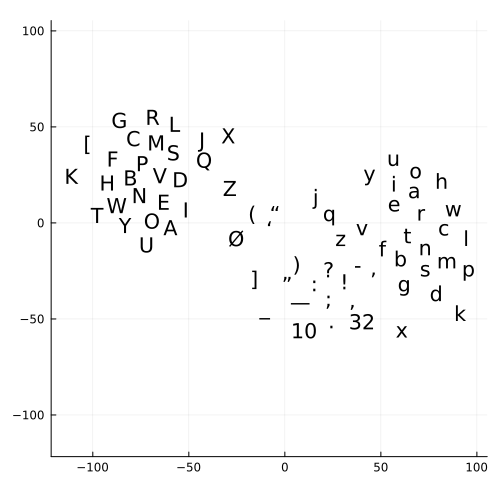 100
50
0
−50
−100
G R L
[ C M J X
F P S Q
K H B V D Z
T W N E I
Y O A
U
( ‘ “
Ø
]
– —
) „
: ? !
; , .
10 32
- ,
j q z v y
u o h
i a
e r w
t c l
f b n m
s p
g d
k
x
−100 −50 0 50 100